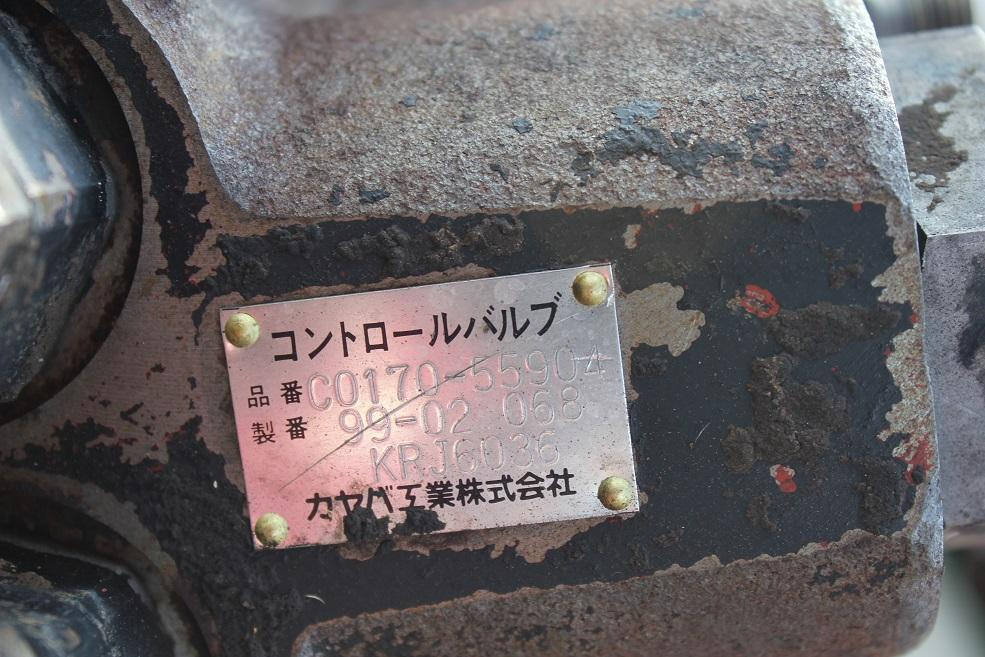 コントロールバルブ
品番 C0170-55904
製番 99-02 068
KRJ6036
カヤバ工業株式会社